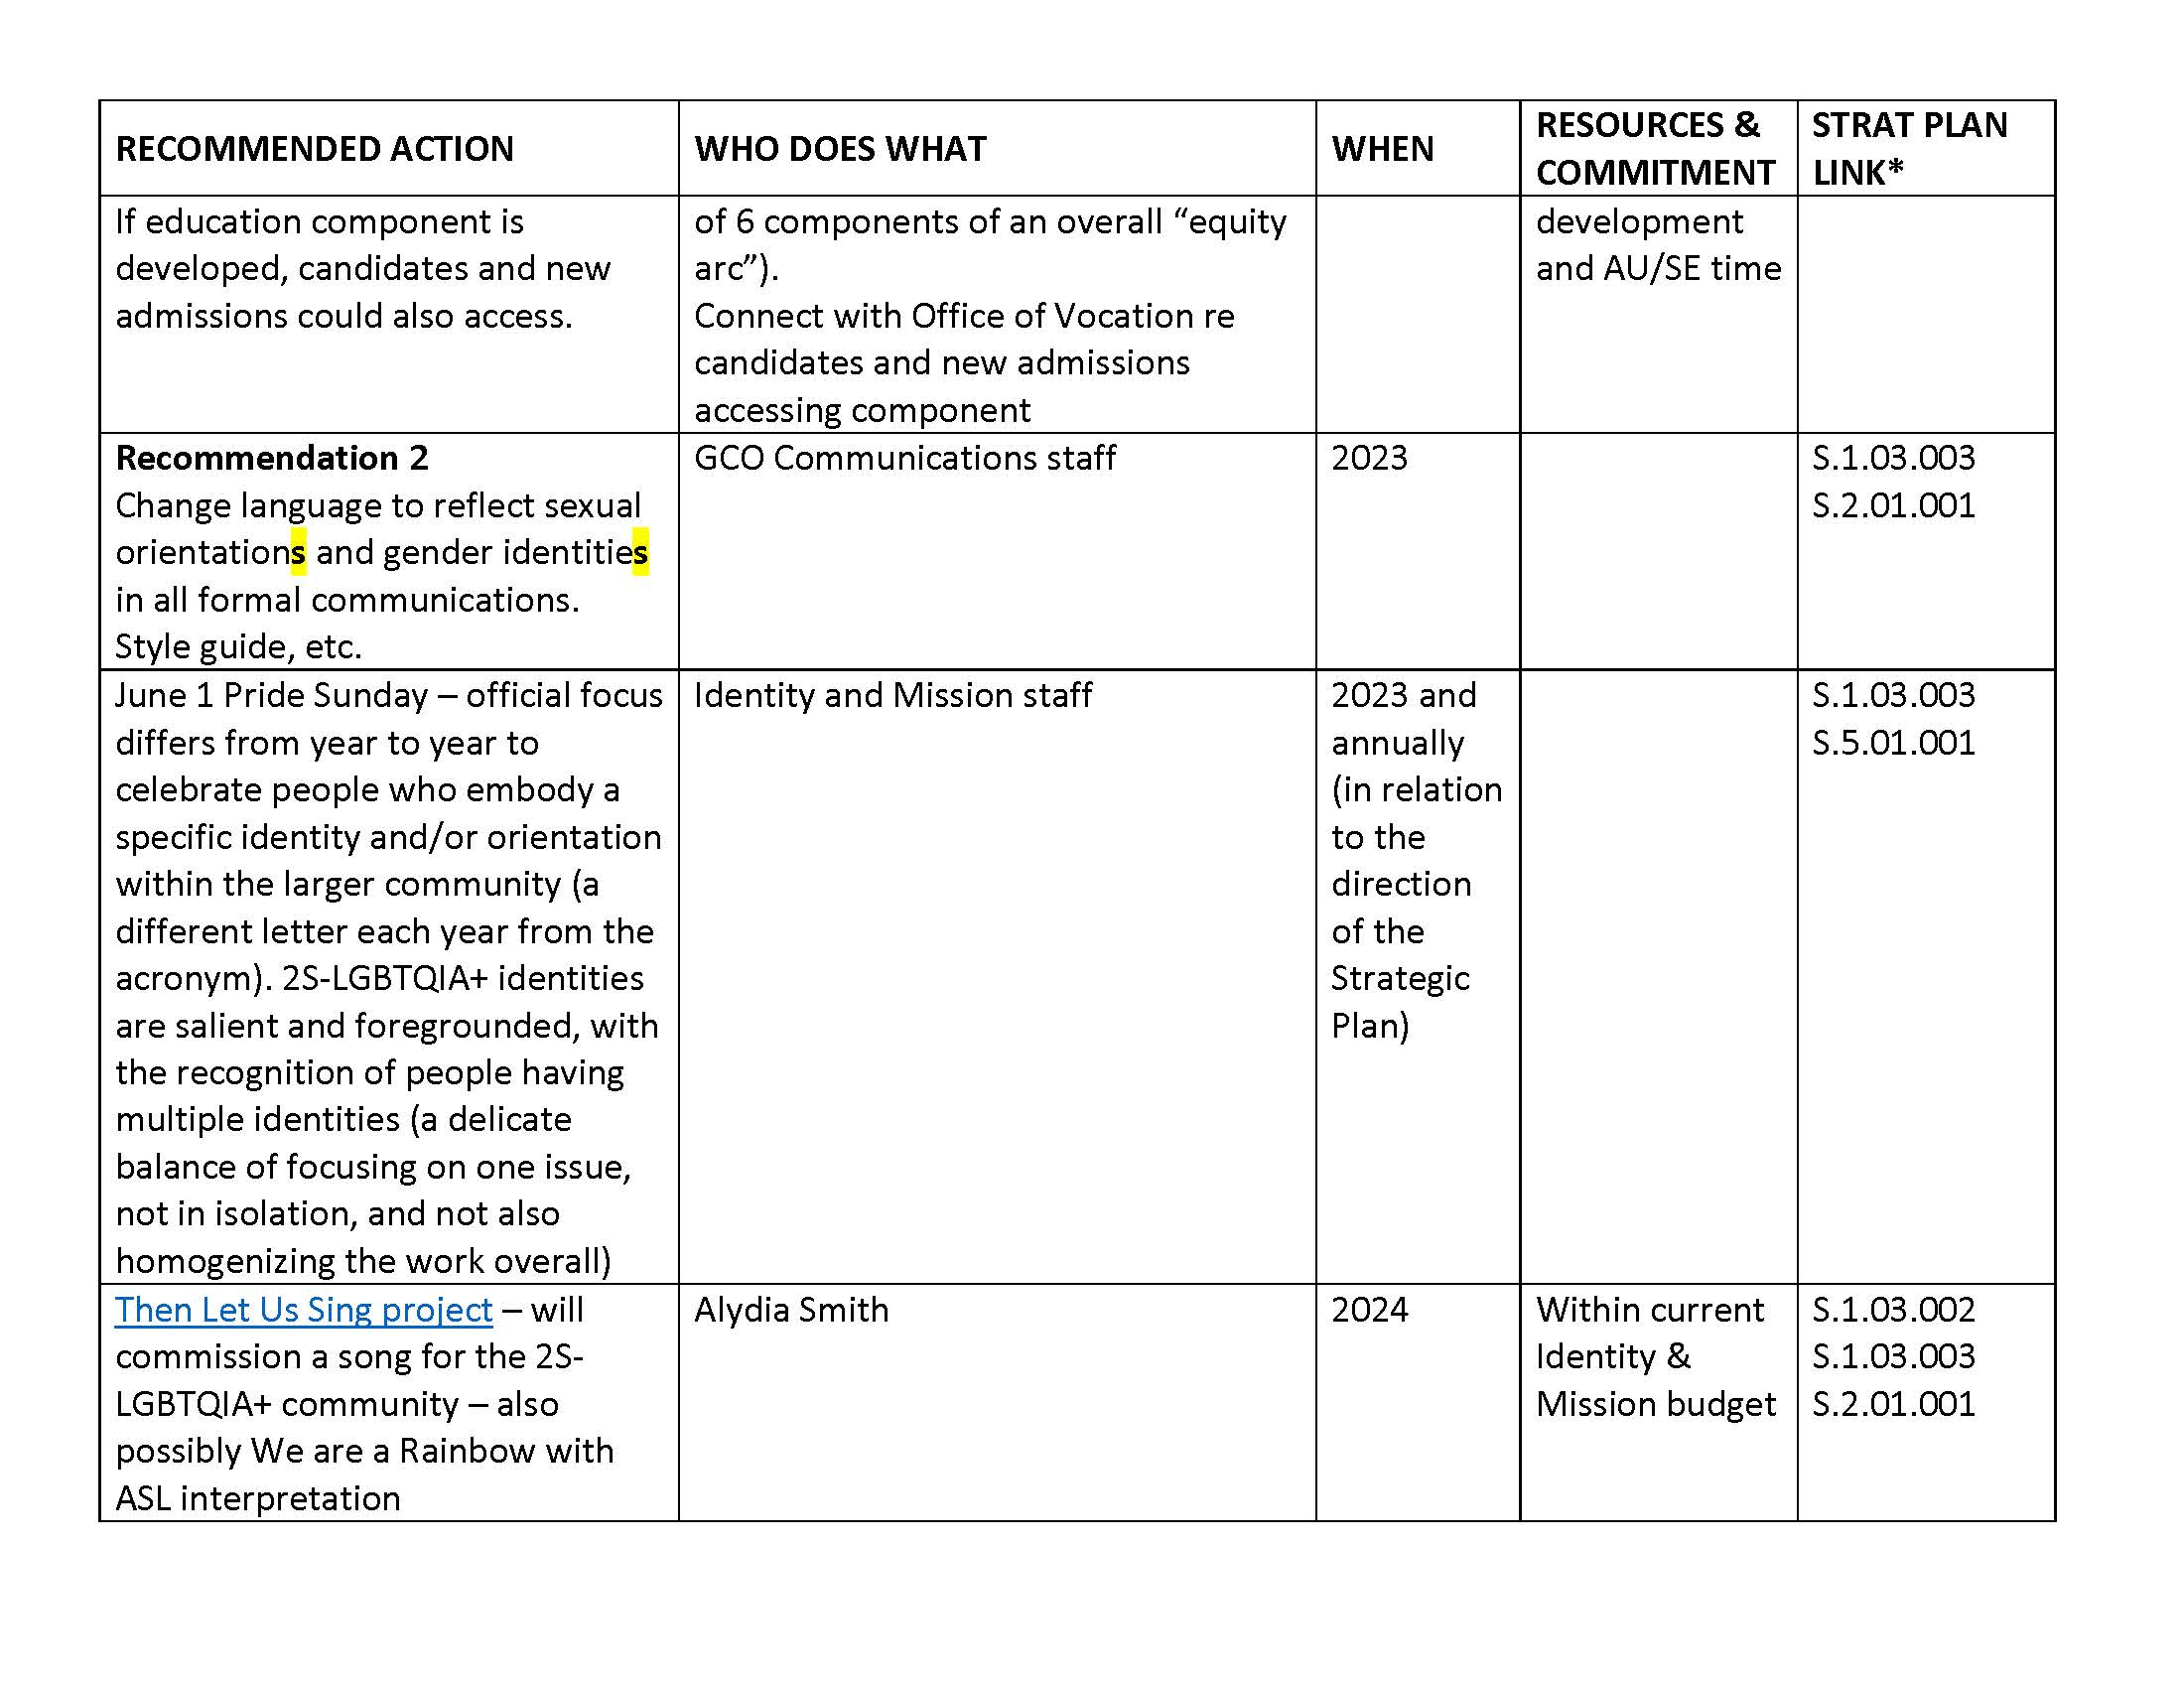 RECOMMENDED ACTION
WHO DOES WHAT
WHEN
RESOURCES &
COMMITMENT
STRAT PLAN
LINK*
If education component is
developed, candidates and new
admissions could also access.
of 6 components of an overall “equity
arc”).
Connect with Office of Vocation re
candidates and new admissions
accessing component
development
and AU/SE time
Recommendation 2
Change language to reflect sexual
orientations and gender identities
in all formal communications.
Style guide, etc.
GCO Communications staff
2023
S.1.03.003
S.2.01.001
June 1 Pride Sunday – official focus
differs from year to year to
celebrate people who embody a
specific identity and/or orientation
within the larger community (a
different letter each year from the
acronym). 2S-LGBTQIA+ identities
are salient and foregrounded, with
the recognition of people having
multiple identities (a delicate
balance of focusing on one issue,
not in isolation, and not also
homogenizing the work overall)
Identity and Mission staff
2023 and
annually
(in relation
to the
direction
of the
Strategic
Plan)
S.1.03.003
S.5.01.001
Then Let Us Sing project – will
commission a song for the 2S-
LGBTQIA+ community – also
possibly We are a Rainbow with
ASL interpretation
Alydia Smith
2024
Within current
Identity &
Mission budget
S.1.03.002
S.1.03.003
S.2.01.001